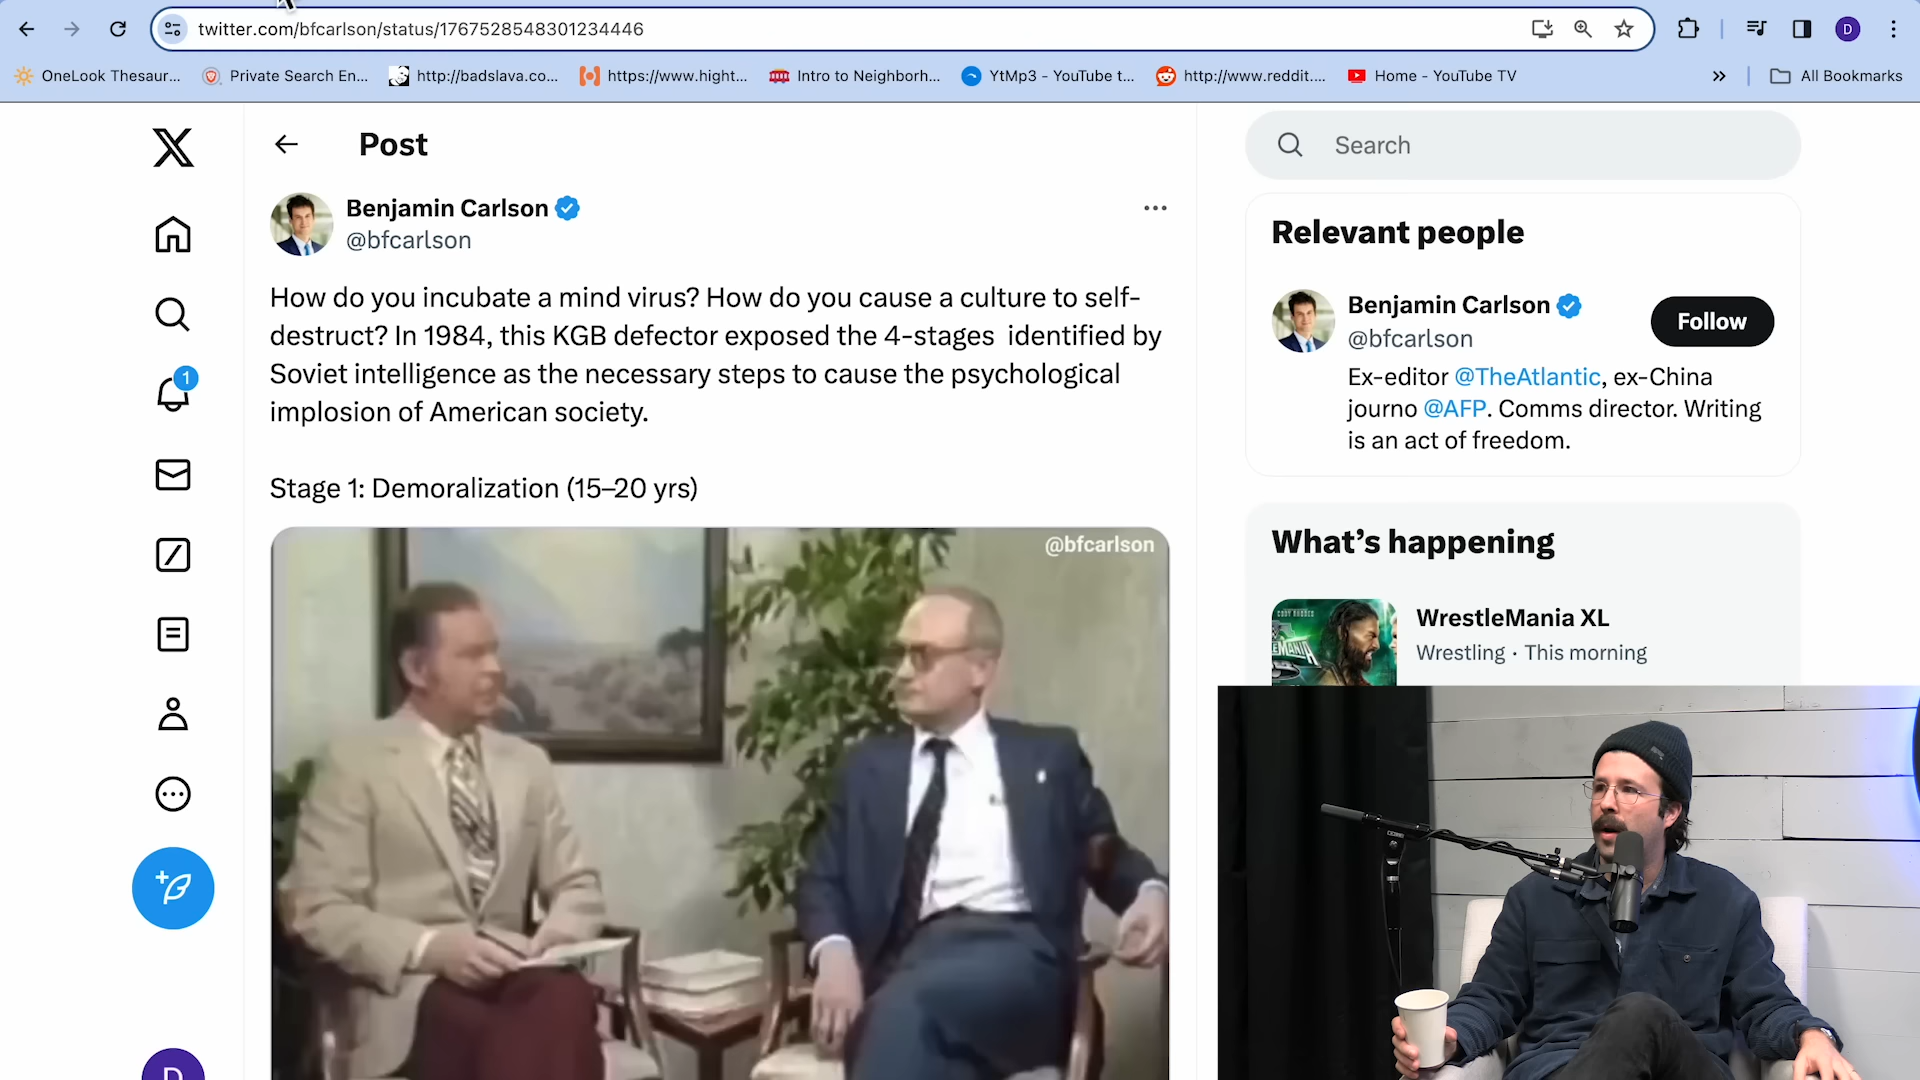 twitter.com/bfcarlson/status/1767528548301234446
D
OneLook Thesaur...
Private Search En...
http://badslava.co...
https://www.hight...
Intro to Neighborh...
YtMp3 - YouTube t...
http://www.reddit....
Home - YouTube TV
All Bookmarks
Post
Benjamin Carlson
@bfcarlson
How do you incubate a mind virus? How do you cause a culture to self-
destruct? In 1984, this KGB defector exposed the 4-stages identified by
Soviet intelligence as the necessary steps to cause the psychological
implosion of American society.
Stage 1: Demoralization (15–20 yrs)
@bfcarlson
1
D
Search
Relevant people
Benjamin Carlson
@bfcarlson
Follow
Ex-editor @TheAtlantic, ex-China
journo @AFP. Comms director. Writing
is an act of freedom.
What's happening
WrestleMania XL
Wrestling · This morning